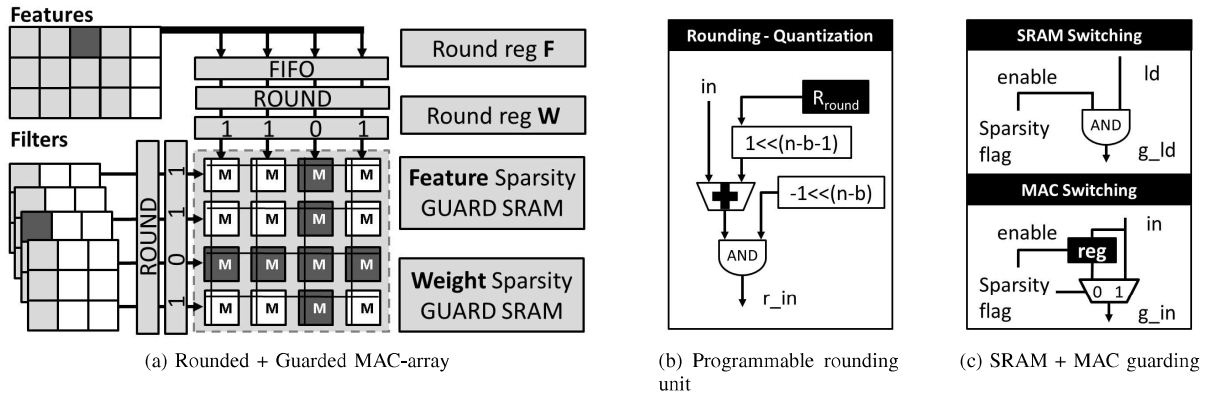 Features
Round reg F
FIFO
ROUND
Round reg W
1 1 0 1
Filters
ROUND
1
1
0
1
M M M M
M M M M
M M M M
M M M M
Feature Sparsity
GUARD SRAM
Weight Sparsity
GUARD SRAM
(a) Rounded + Guarded MAC-array
Rounding - Quantization
in
Rround
1<<(n-b-1)
-1<<(n-b)
AND
r_in
(b) Programmable rounding
unit
SRAM Switching
enable
ld
Sparsity
flag
AND
g_ld
MAC Switching
in
enable
reg
Sparsity
flag
0 1
g_in
(c) SRAM + MAC guarding